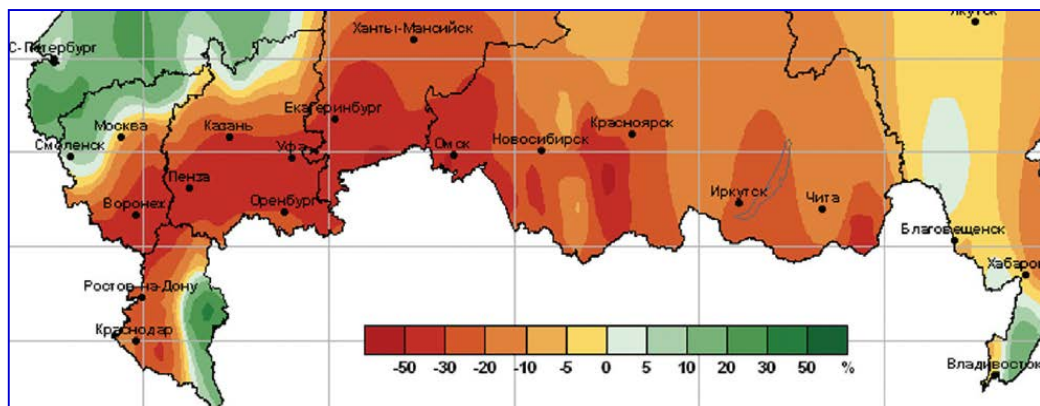 Якутск
Ханты-Мансийск
С-Петербург
Екатеринбург
Москва
Казань
Красноярск
Новосибирск
Смоленск
Уфа
Омск
Пенза
Иркутск
Чита
Воронеж
Оренбург
Благовещенск
Хабаров
Ростов-на-Дону
Краснодар
-50 -30 -20 -10 -5 0 5 10 20 30 50 %
Владивосток